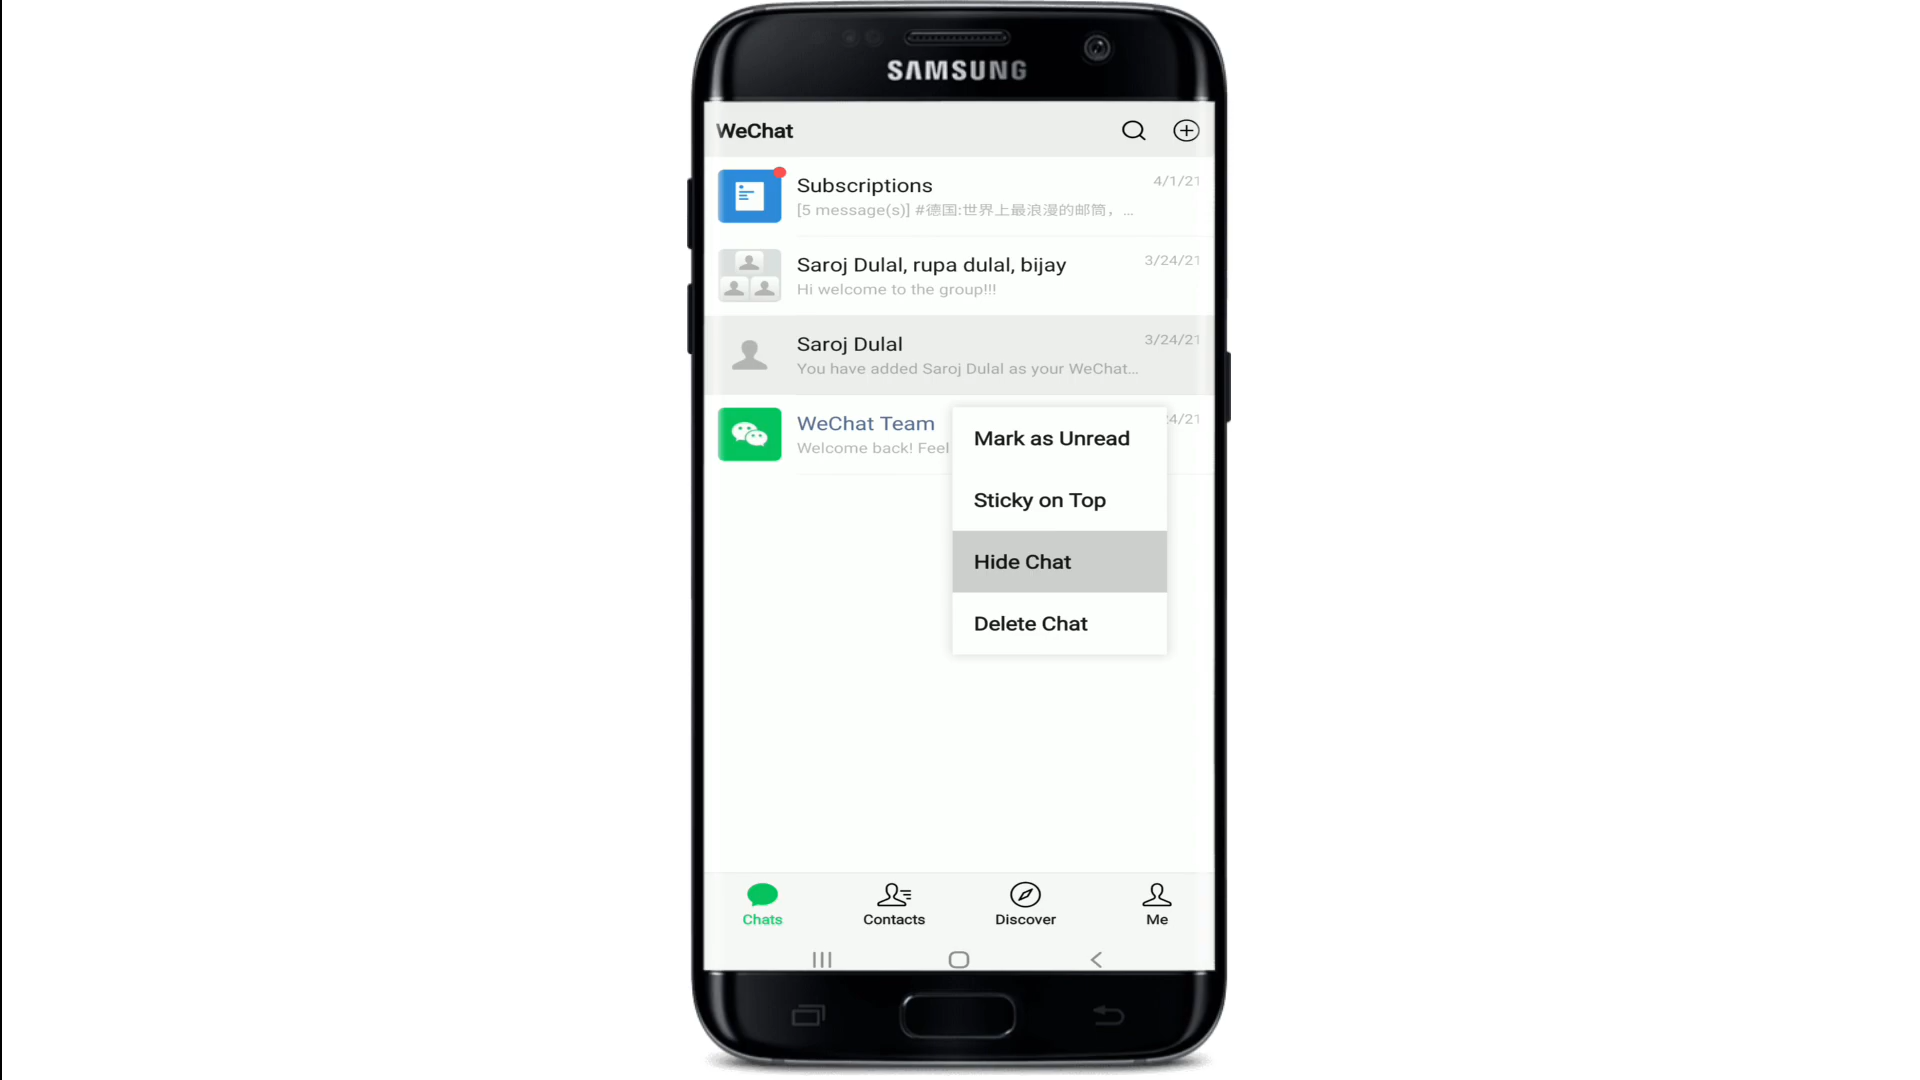 SAMSUNG
WeChat
Subscriptions
4/1/21
[5 message(s)] #德国:世界上最浪漫的邮筒，...
Saroj Dulal, rupa dulal, bijay
3/24/21
Hi welcome to the group!!!
Saroj Dulal
3/24/21
You have added Saroj Dulal as your WeChat...
WeChat Team
24/21
Welcome back! Feel
Mark as Unread
Sticky on Top
Hide Chat
Delete Chat
Chats
Contacts
Discover
Me